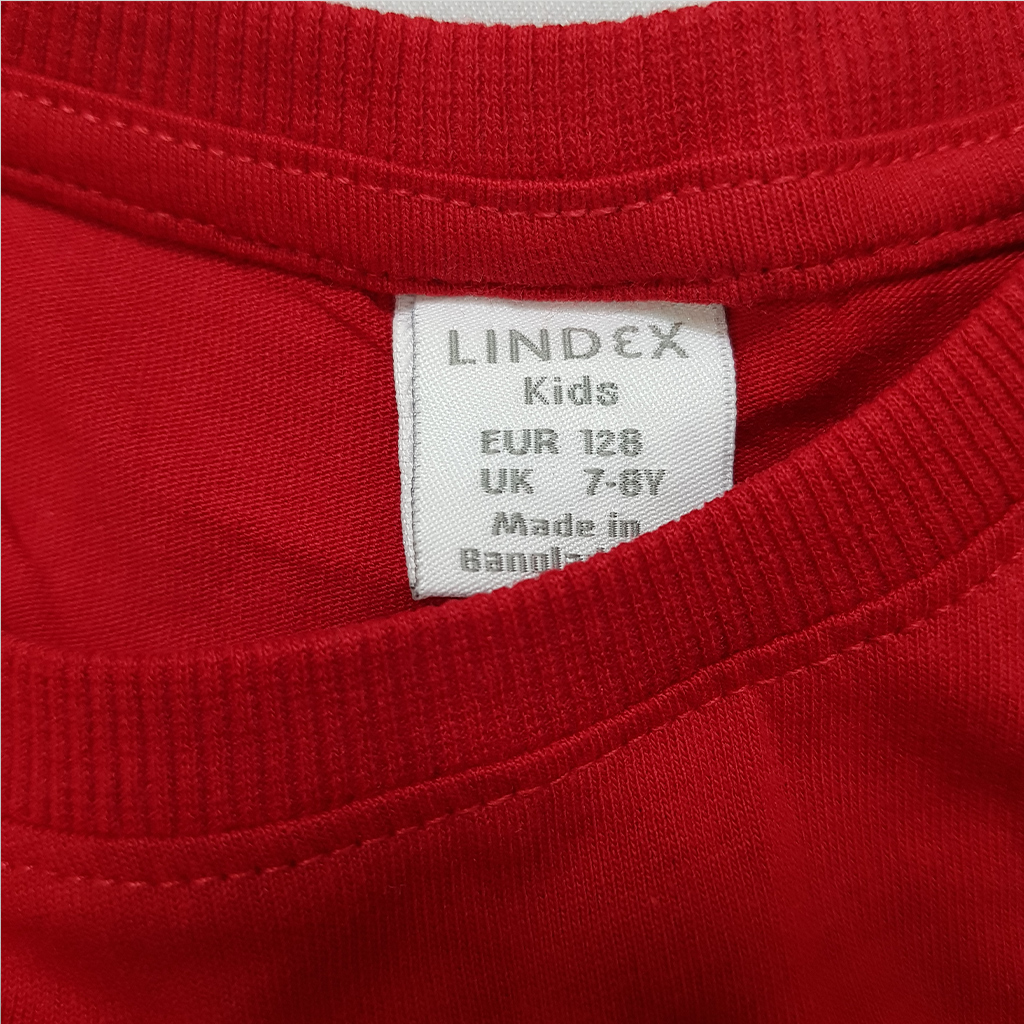 LINDEX
Kids
EUR 128
UK 7-8Y
Made in